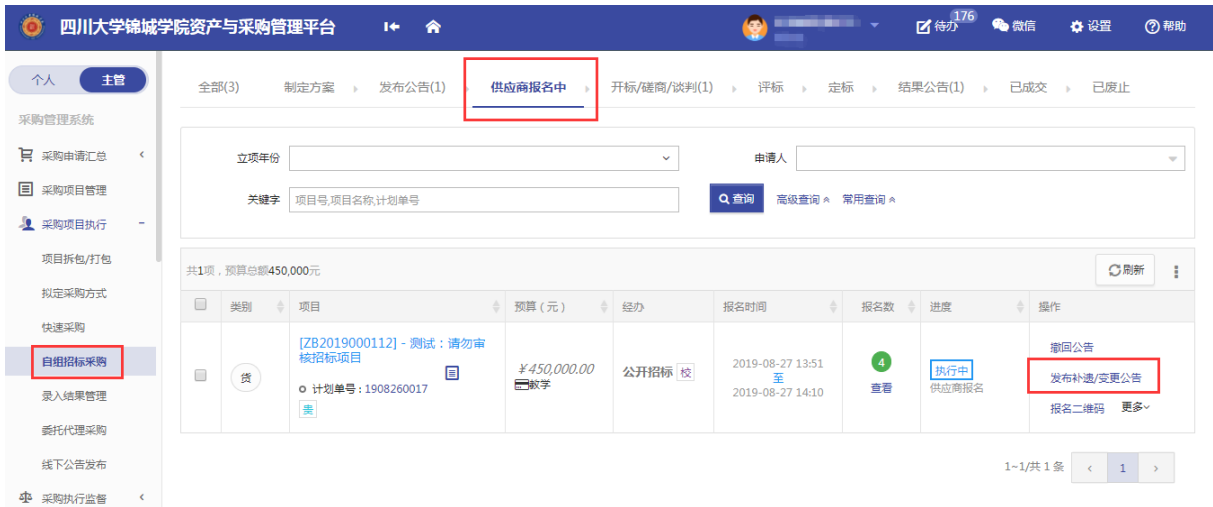 四川大学锦城学院资产与采购管理平台
待办 176
微信
设置
帮助
个人 主管
采购管理系统
采购申请汇总
采购项目管理
采购项目执行
项目拆包/打包
拟定采购方式
快速采购
自组招标采购
录入结果管理
委托代理采购
线下公告发布
采购执行监督
全部(3) 制定方案 发布公告(1) 供应商报名中 开标/磋商/谈判(1) 评标 定标 结果公告(1) 已成交 已废止
立项年份 申请人
关键字 项目号,项目名称,计划单号 查询 高级查询 常用查询
共1项,预算总额450,000元 刷新
类别 项目 预算(元) 经办 报名时间 报名数 进度 操作
货
[ZB2019000112] - 测试:请勿审
核招标项目
计划单号:1908260017
¥450,000.00
教学
公开招标 校
2019-08-27 13:51
至
2019-08-27 14:10
4
查看
执行中
供应商报名
撤回公告
发布补遗/变更公告
报名二维码 更多
1~1/共 1 条 ‹ 1 ›